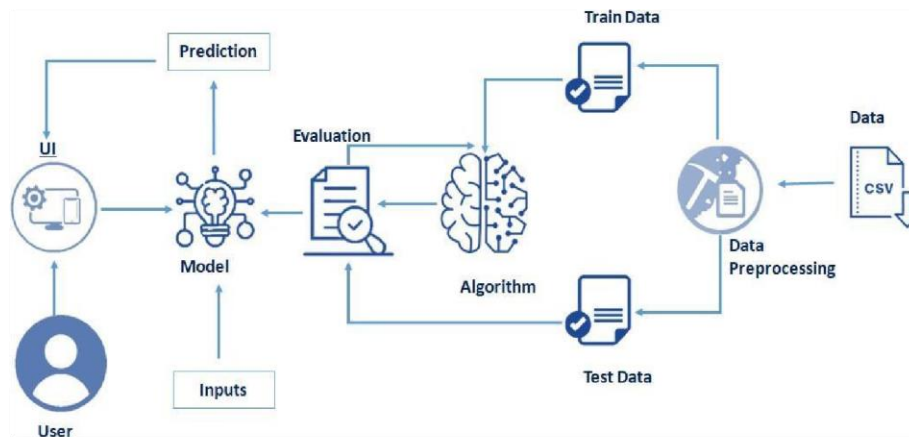 Train Data
Prediction
Data
Evaluation
UI
CSV
Model
Data
Preprocessing
Algorithm
Inputs
Test Data
User